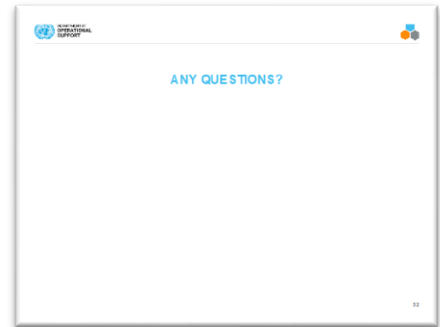 DEPARTMENT OF
OPERATIONAL
SUPPORT
ANY QUESTIONS?
32